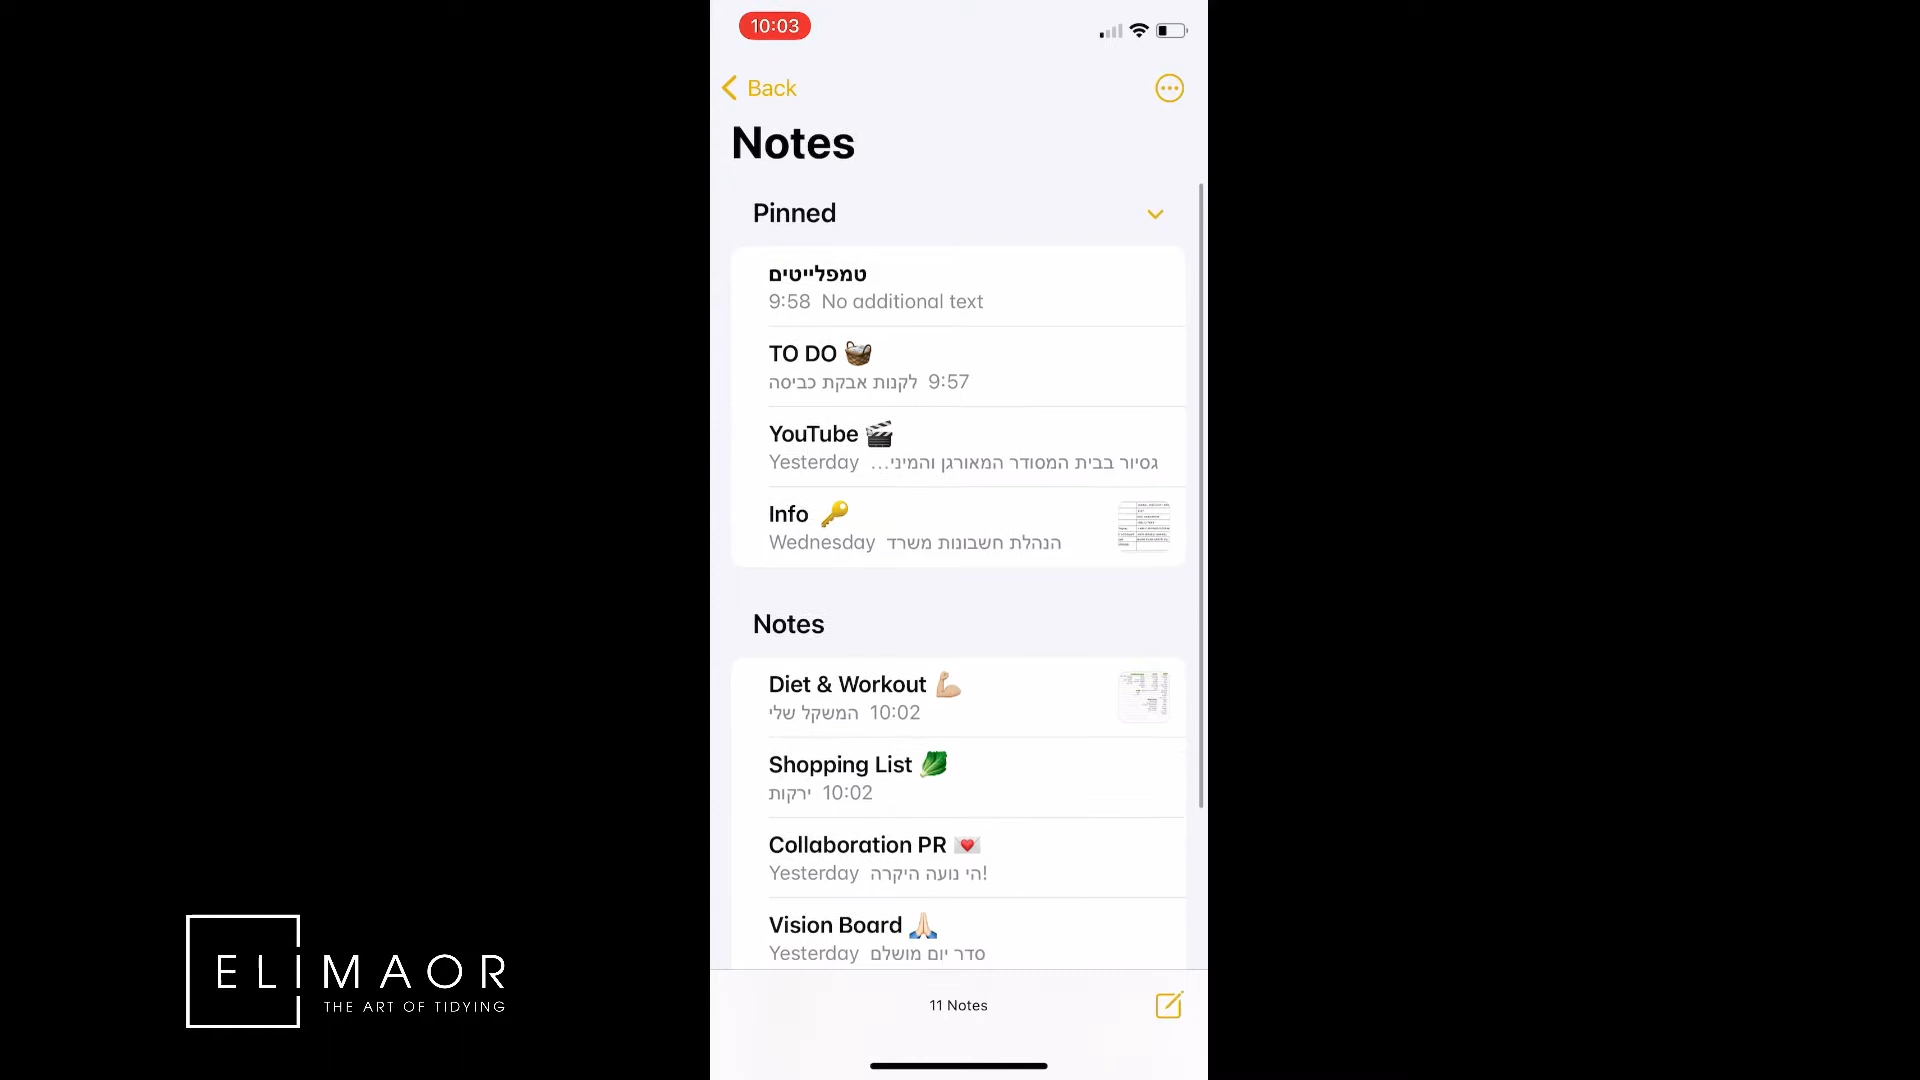 10:03
Back
Notes
Pinned
טמפלייטים
9:58 No additional text
TO DO
לקנות אבקת כביסה 9:57
YouTube
Yesterday גסיור בבית המסודר המאורגן והמיני...
Info
Wednesday הנהלת חשבונות משרד
Notes
Diet & Workout
המשקל שלי 10:02
Shopping List
ירקות 10:02
Collaboration PR
Yesterday הי נועה היקרה!
Vision Board
Yesterday סדר יום מושלם
11 Notes
ELIMAOR
THE ART OF TIDYING